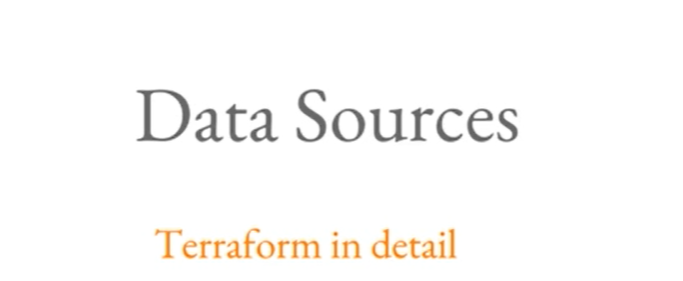 Data Sources
Terraform in detail